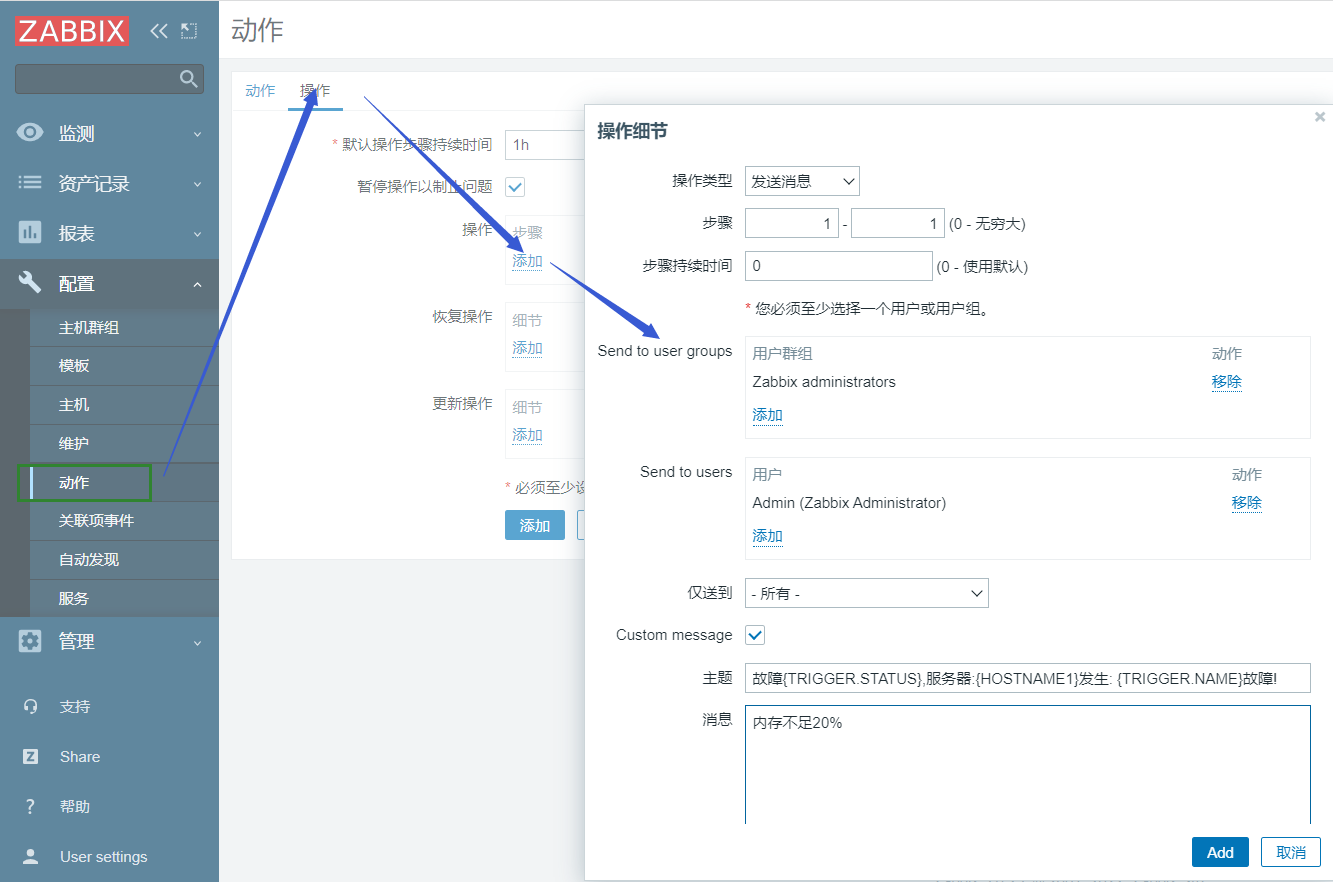 ZABBIX
监测
资产记录
报表
配置
主机群组
模板
主机
维护
动作
关联项事件
自动发现
服务
管理
支持
Share
帮助
User settings
动作
动作 操作
* 默认操作步骤持续时间 1h
暂停操作以制止问题
操作 步骤
添加
恢复操作 细节
添加
更新操作 细节
添加
* 必须至少设
添加
操作细节
操作类型 发送消息
步骤 1 - 1 (0 - 无穷大)
步骤持续时间 0 (0 - 使用默认)
* 您必须至少选择一个用户或用户组。
Send to user groups 用户群组 动作
Zabbix administrators 移除
添加
Send to users 用户 动作
Admin (Zabbix Administrator) 移除
添加
仅送到 - 所有 -
Custom message
主题 故障{TRIGGER.STATUS},服务器:{HOSTNAME1}发生: {TRIGGER.NAME}故障!
消息 内存不足20%
Add 取消